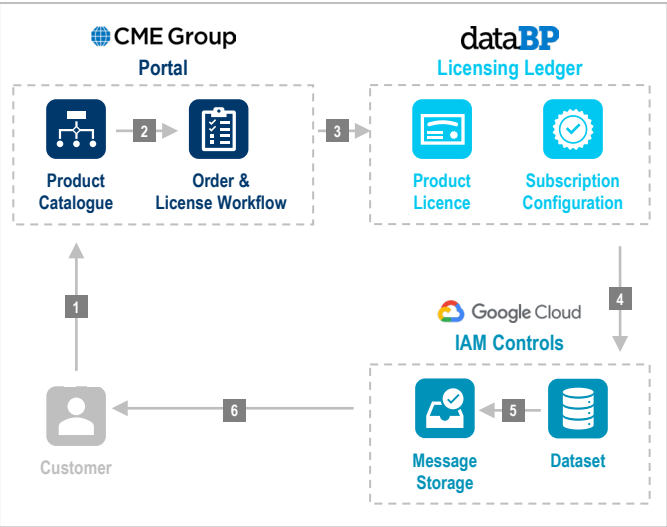 CME Group
Portal
dataBP
Licensing Ledger
2
3
Product
Catalogue
Order &
License Workflow
Product
Licence
Subscription
Configuration
1
4
Google Cloud
IAM Controls
6
5
Customer
Message
Storage
Dataset